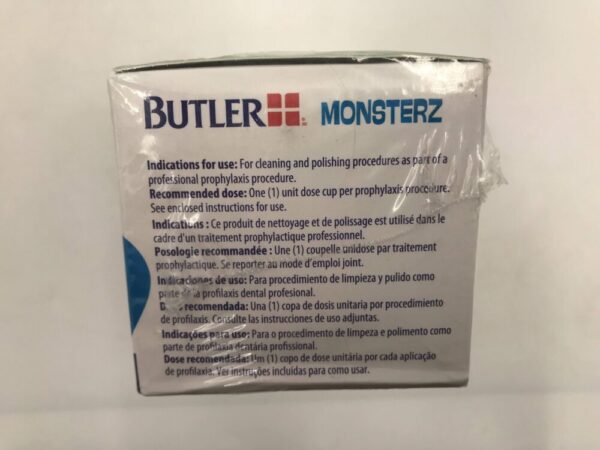 BUTLER MONSTERZ
Indications for use: For cleaning and polishing procedures as part of a
professional prophylaxis procedure.
Recommended dose: One (1) unit dose cup per prophylaxis procedure.
See enclosed instructions for use.
Indications : Ce produit de nettoyage et de polissage est utilisé dans le
cadre d'un traitement prophylactique professionnel.
Posologie recommandée : Une (1) coupelle unidose par traitement
prophylactique. Se reporter au mode d'emploi joint.
Indicaciones de uso: Para procedimiento de limpieza y pulido como
parte de la profilaxis dental profesional.
Dosis recomendada: Una (1) copa de dosis unitaria por procedimiento
de profilaxis. Consulte las instrucciones de uso adjuntas.
Indicações para uso: Para o procedimento de limpeza e polimento como
parte de profilaxia dentária profissional.
Dose recomendada: Um (1) copo de dose unitária por cada aplicação
de profilaxia. Ver instruções incluidas para como usar.